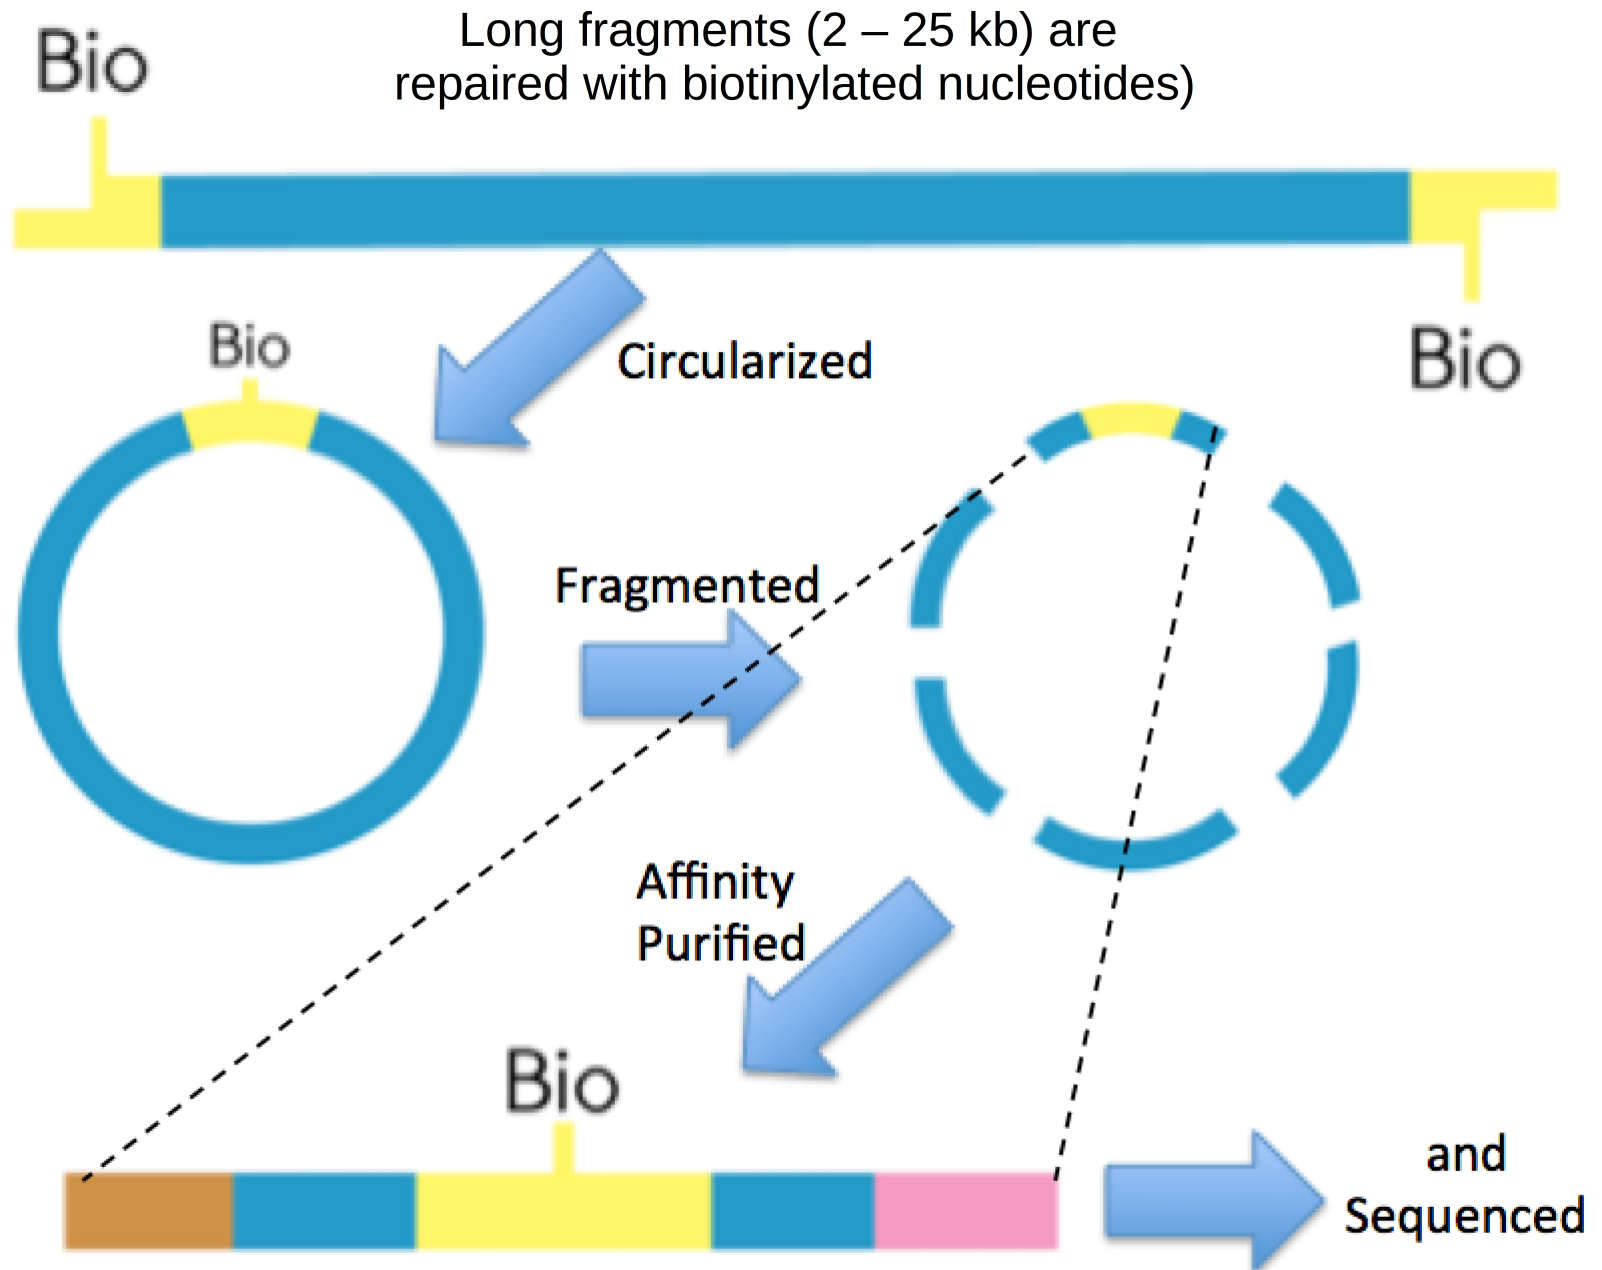 Bio
Long fragments (2 – 25 kb) are
repaired with biotinylated nucleotides)
Bio
Circularized
Bio
Fragmented
Affinity
Purified
Bio
and
Sequenced